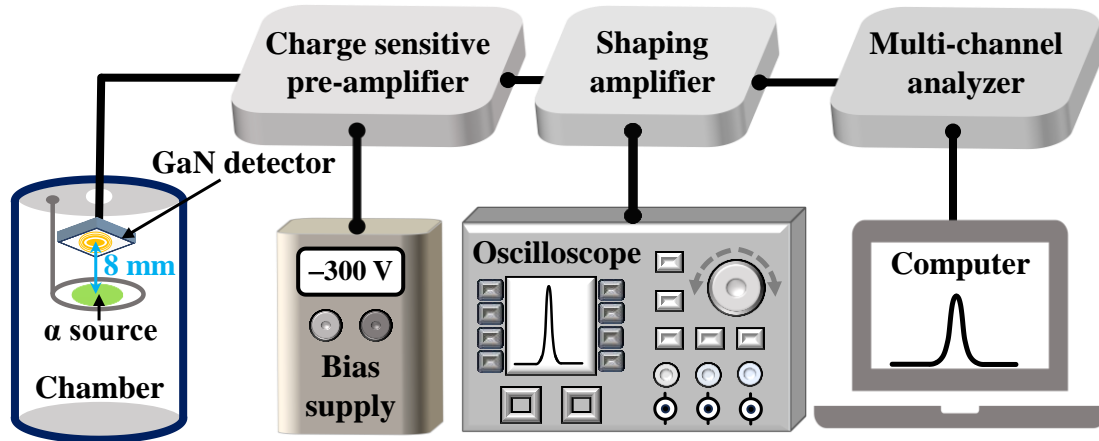 Charge sensitive
pre-amplifier
Shaping
amplifier
Multi-channel
analyzer
GaN detector
8 mm
α source
Chamber
–300 V
Bias
supply
Oscilloscope
Computer